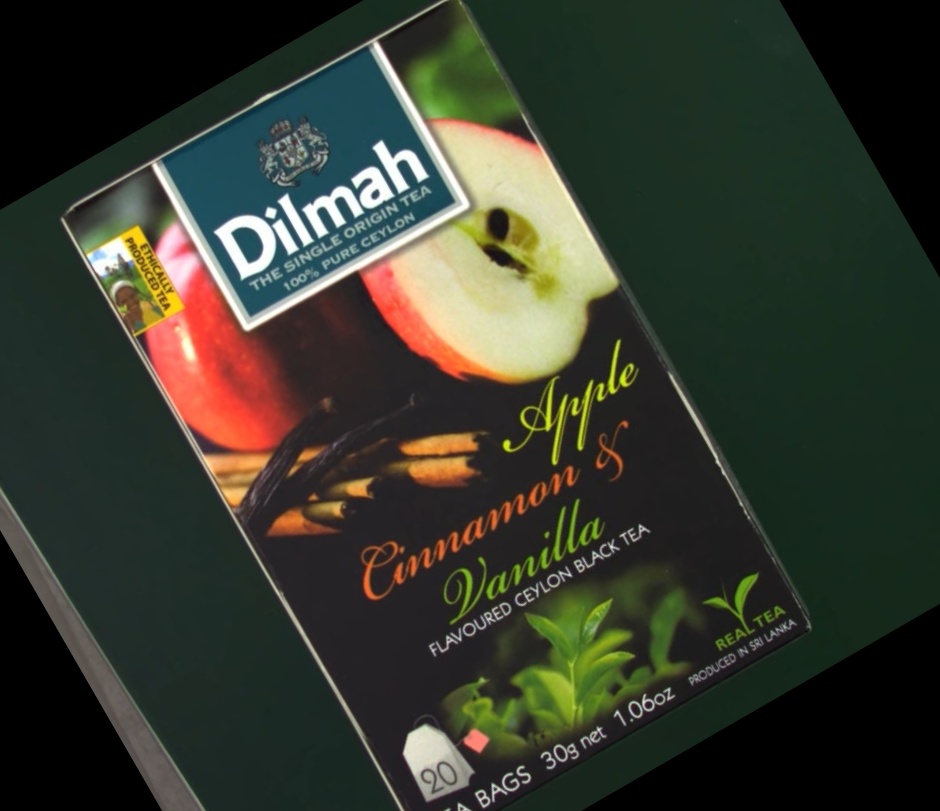 Dilmah
THE SINGLE ORIGIN TEA
100% PURE CEYLON
ETHICALLY
PRODUCED TEA
Apple
Cinnamon &
Vanilla
FLAVOURED CEYLON BLACK TEA
REAL TEA
PRODUCED IN SRI LANKA
20
BAGS 30g net 1.06oz